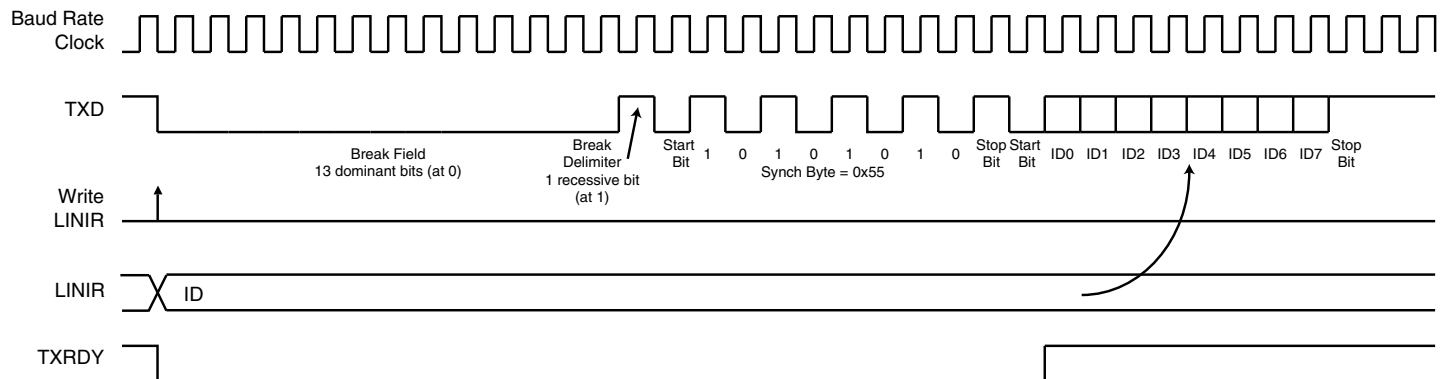 Baud Rate
Clock
TXD
Break Field
13 dominant bits (at 0)
Break
Delimiter
1 recessive bit
(at 1)
Start
Bit
1 0 1 0 1 0 1 0
Synch Byte = 0x55
Stop
Bit
Start
Bit
ID0 ID1 ID2 ID3 ID4 ID5 ID6 ID7
Stop
Bit
Write
LINIR
LINIR
ID
TXRDY